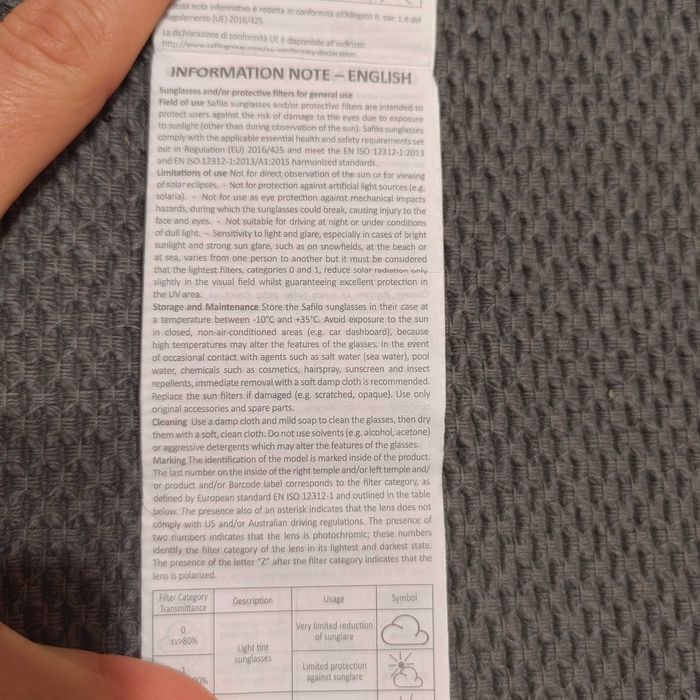 nota informativa è redatta in conformità all'Allegato II, par. 1.4 del
Regolamento (UE) 2016/425
La dichiarazione di conformità UE è disponibile all'indirizzo:
http://www.safilogroup.com/eu-conformity-declaration
INFORMATION NOTE – ENGLISH
Sunglasses and/or protective filters for general use
Field of use Safilo sunglasses and/or protective filters are intended to
protect users against the risk of damage to the eyes due to exposure
to sunlight (other than during observation of the sun). Safilo sunglasses
comply with the applicable essential health and safety requirements set
out in Regulation (EU) 2016/425 and meet the EN ISO 12312-1:2013
and EN ISO 12312-1:2013/A1:2015 harmonized standards.
Limitations of use Not for direct observation of the sun or for viewing
of solar eclipses. - Not for protection against artificial light sources (e.g.
solaria). - Not for use as eye protection against mechanical impacts
hazards, during which the sunglasses could break, causing injury to the
face and eyes. - Not suitable for driving at night or under conditions
of dull light. - Sensitivity to light and glare, especially in cases of bright
sunlight and strong sun glare, such as on snowfields, at the beach or
at sea, varies from one person to another but it must be considered
that the lightest filters, categories 0 and 1, reduce solar radiation only
slightly in the visual field whilst guaranteeing excellent protection in
the UV area.
Storage and Maintenance Store the Safilo sunglasses in their case at
a temperature between -10°C and +35°C. Avoid exposure to the sun
in closed, non-air-conditioned areas (e.g. car dashboard), because
high temperatures may alter the features of the glasses. In the event
of occasional contact with agents such as salt water (sea water), pool
water, chemicals such as cosmetics, hairspray, sunscreen and insect
repellents, immediate removal with a soft damp cloth is recommended.
Replace the sun filters if damaged (e.g. scratched, opaque). Use only
original accessories and spare parts.
Cleaning Use a damp cloth and mild soap to clean the glasses, then dry
them with a soft, clean cloth. Do not use solvents (e.g. alcohol, acetone)
or aggressive detergents which may alter the features of the glasses.
Marking The identification of the model is marked inside of the product.
The last number on the inside of the right temple and/or left temple and/
or product and/or Barcode label corresponds to the filter category, as
defined by European standard EN ISO 12312-1 and outlined in the table
below. The presence also of an asterisk indicates that the lens does not
comply with US and/or Australian driving regulations. The presence of
two numbers indicates that the lens is photochromic; these numbers
identify the filter category of the lens in its lightest and darkest state.
The presence of the letter "Z" after the filter category indicates that the
lens is polarized.
Filter Category Transmittance Description Usage Symbol
0 τv>80% Light tint sunglasses Very limited reduction of sunglare
1 Limited protection against sunglare